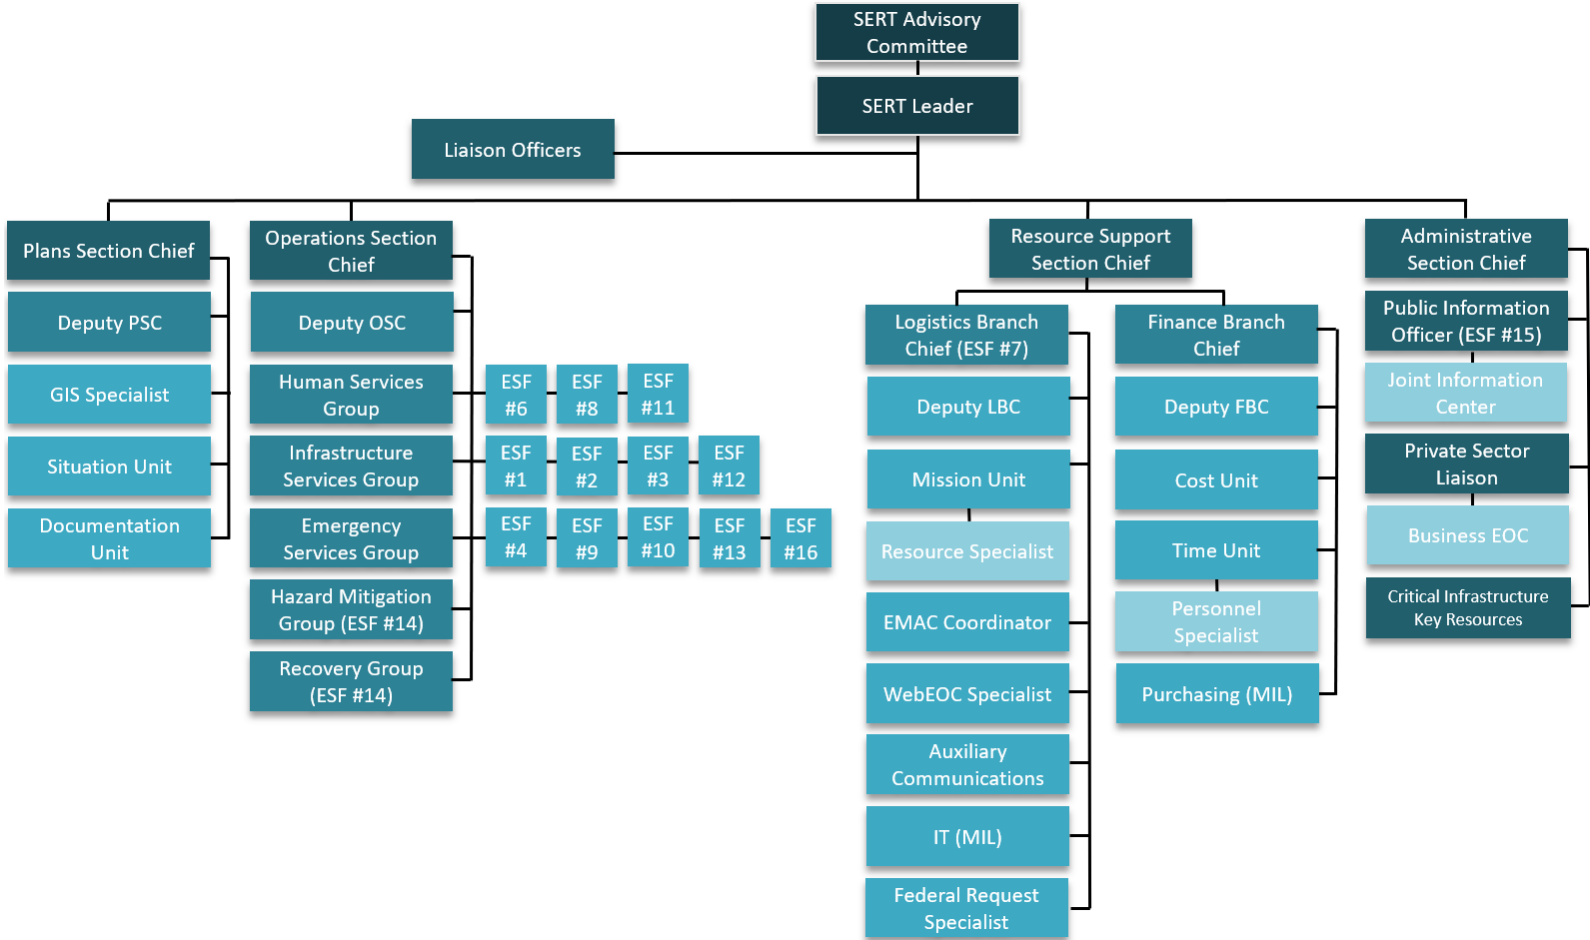 SERT Advisory
Committee
SERT Leader
Liaison Officers
Plans Section Chief
Deputy PSC
GIS Specialist
Situation Unit
Documentation
Unit
Operations Section
Chief
Deputy OSC
Human Services
Group
ESF
#6
ESF
#8
ESF
#11
Infrastructure
Services Group
ESF
#1
ESF
#2
ESF
#3
ESF
#12
Emergency
Services Group
ESF
#4
ESF
#9
ESF
#10
ESF
#13
ESF
#16
Hazard Mitigation
Group (ESF #14)
Recovery Group
(ESF #14)
Resource Support
Section Chief
Logistics Branch
Chief (ESF #7)
Deputy LBC
Mission Unit
Resource Specialist
EMAC Coordinator
WebEOC Specialist
Auxiliary
Communications
IT (MIL)
Federal Request
Specialist
Finance Branch
Chief
Deputy FBC
Cost Unit
Time Unit
Personnel
Specialist
Purchasing (MIL)
Administrative
Section Chief
Public Information
Officer (ESF #15)
Joint Information
Center
Private Sector
Liaison
Business EOC
Critical Infrastructure
Key Resources